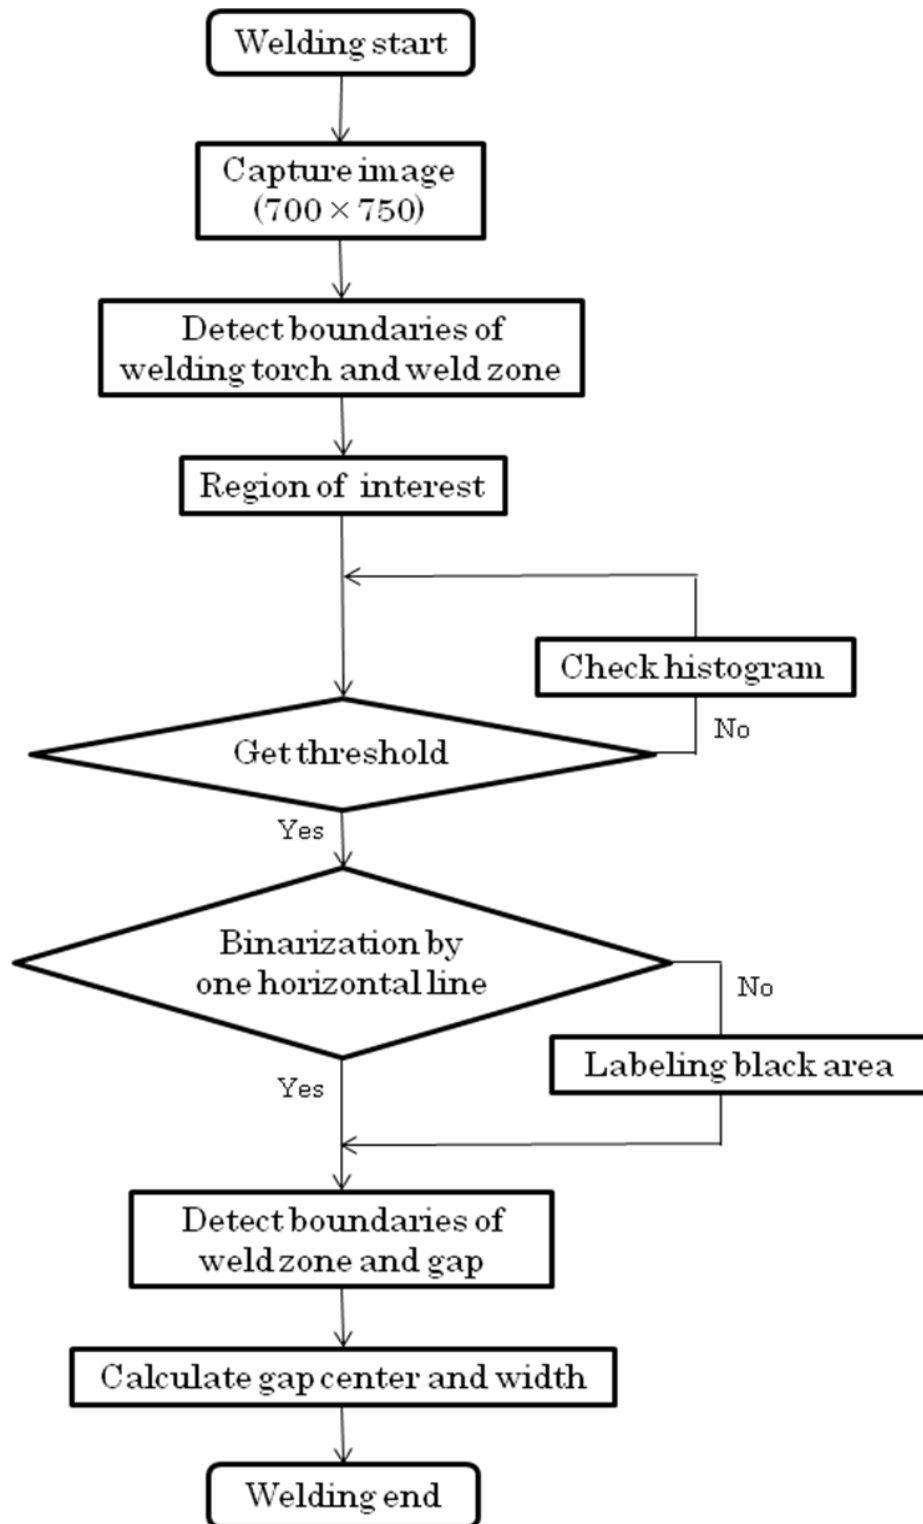 Welding start
Capture image
(700 × 750)
Detect boundaries of
welding torch and weld zone
Region of interest
Check histogram
No
Get threshold
Yes
Binarization by
one horizontal line
No
Labeling black area
Yes
Detect boundaries of
weld zone and gap
Calculate gap center and width
Welding end